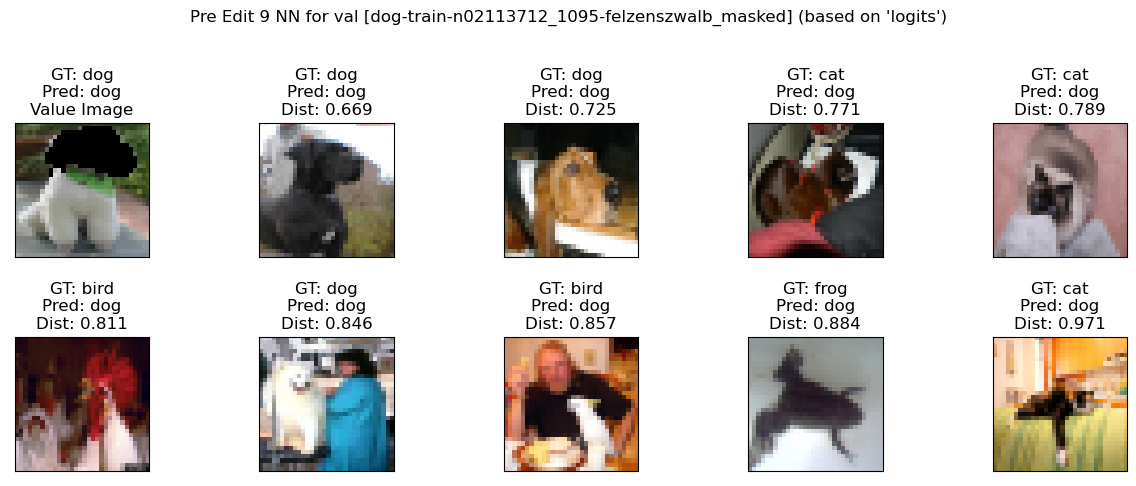 Pre Edit 9 NN for val [dog-train-n02113712_1095-felzenszwalb_masked] (based on 'logits')
GT: dog
Pred: dog
Value Image
GT: dog
Pred: dog
Dist: 0.669
GT: dog
Pred: dog
Dist: 0.725
GT: cat
Pred: dog
Dist: 0.771
GT: cat
Pred: dog
Dist: 0.789
GT: bird
Pred: dog
Dist: 0.811
GT: dog
Pred: dog
Dist: 0.846
GT: bird
Pred: dog
Dist: 0.857
GT: frog
Pred: dog
Dist: 0.884
GT: cat
Pred: dog
Dist: 0.971